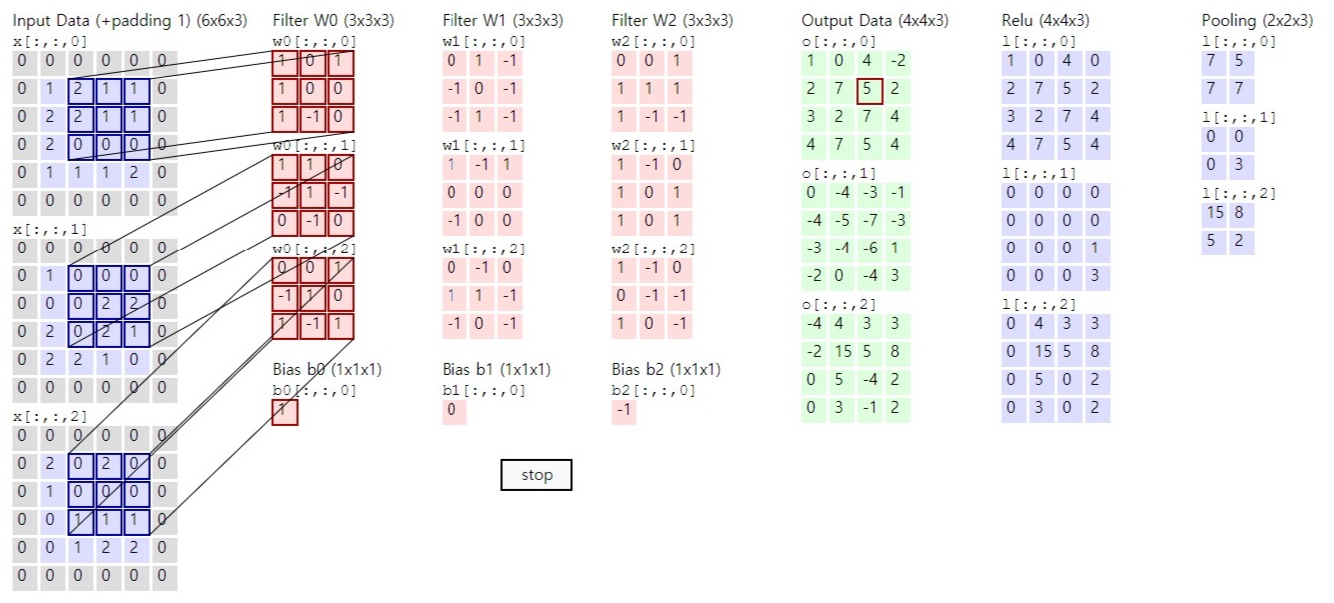 Input Data (+padding 1) (6x6x3)
x[:,:,0]
0 0 0 0 0 0
0 1 2 1 1 0
0 2 2 1 1 0
0 2 0 0 0 0
0 1 1 1 2 0
0 0 0 0 0 0
x[:,:,1]
0 0 0 0 0 0
0 1 0 0 0 0
0 0 0 2 2 0
0 2 0 2 1 0
0 2 2 1 0 0
0 0 0 0 0 0
x[:,:,2]
0 0 0 0 0 0
0 2 0 2 0 0
0 1 0 0 0 0
0 0 1 1 1 0
0 0 1 2 2 0
0 0 0 0 0 0
Filter W0 (3x3x3)
w0[:,:,0]
1 0 1
1 0 0
1 -1 0
w0[:,:,1]
1 1 0
-1 1 -1
0 -1 0
w0[:,:,2]
0 0 1
-1 1 0
1 -1 1
Bias b0 (1x1x1)
b0[:,:,0]
1
Filter W1 (3x3x3)
w1[:,:,0]
0 1 -1
-1 0 -1
-1 1 -1
w1[:,:,1]
1 -1 1
0 0 0
-1 0 0
w1[:,:,2]
0 -1 0
1 1 -1
-1 0 -1
Bias b1 (1x1x1)
b1[:,:,0]
0
Filter W2 (3x3x3)
w2[:,:,0]
0 0 1
1 1 1
1 -1 -1
w2[:,:,1]
1 -1 0
1 0 1
1 0 1
w2[:,:,2]
1 -1 0
0 -1 -1
1 0 -1
Bias b2 (1x1x1)
b2[:,:,0]
-1
stop
Output Data (4x4x3)
o[:,:,0]
1 0 4 -2
2 7 5 2
3 2 7 4
4 7 5 4
o[:,:,1]
0 -4 -3 -1
-4 -5 -7 -3
-3 -4 -6 1
-2 0 -4 3
o[:,:,2]
-4 4 3 3
-2 15 5 8
0 5 -4 2
0 3 -1 2
Relu (4x4x3)
l[:,:,0]
1 0 4 0
2 7 5 2
3 2 7 4
4 7 5 4
l[:,:,1]
0 0 0 0
0 0 0 0
0 0 0 1
0 0 0 3
l[:,:,2]
0 4 3 3
0 15 5 8
0 5 0 2
0 3 0 2
Pooling (2x2x3)
l[:,:,0]
7 5
7 7
l[:,:,1]
0 0
0 3
l[:,:,2]
15 8
5 2